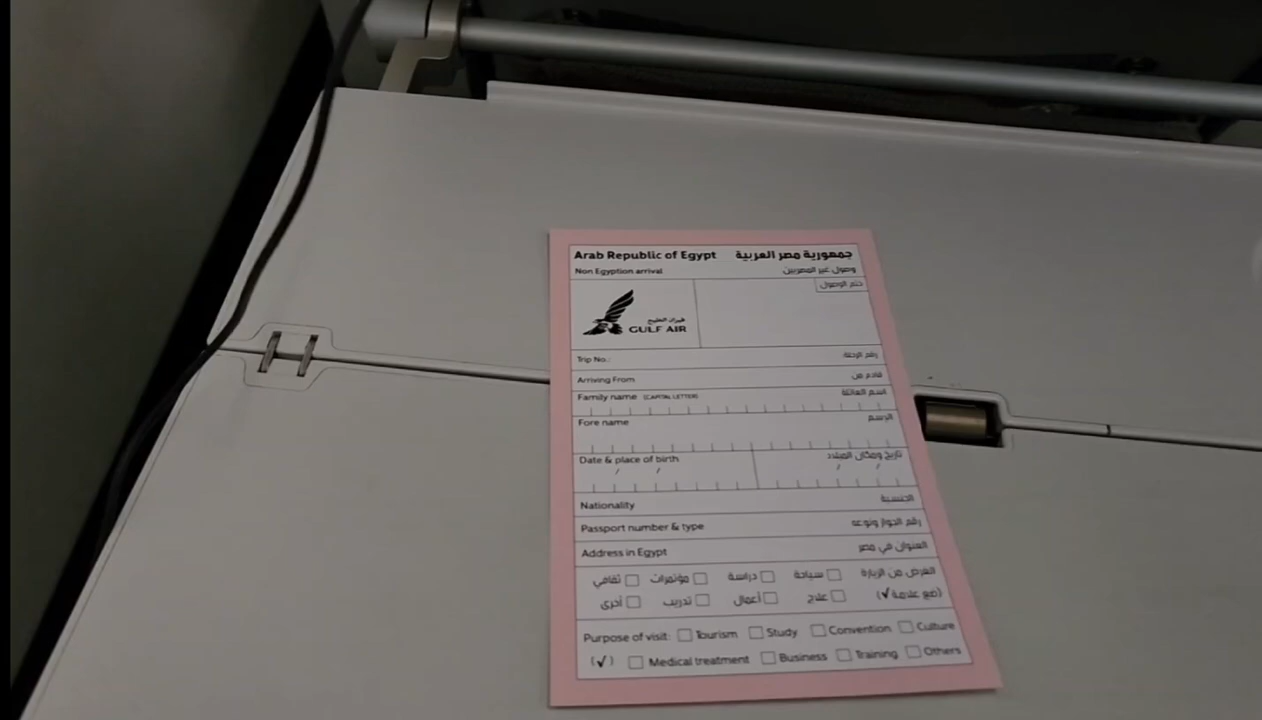 Arab Republic of Egypt جمهورية مصر العربية
Non Egyption arrival وصول غير المصريين
ختم الوصول
طيران الخليج
GULF AIR
Trip No.: رقم الرحلة
Arriving From قادم من
Family name (CAPITAL LETTER) اسم العائلة
Fore name الإسم
Date & place of birth تاريخ ومكان الميلاد
Nationality الجنسية
Passport number & type رقم الجواز ونوعه
Address in Egypt العنوان في مصر
الغرض من الزيارة سياحة دراسة مؤتمرات ثقافي
(ضع علامة √) علاج أعمال تدريب أخرى
Purpose of visit: Tourism Study Convention Culture
(√) Medical treatment Business Training Others